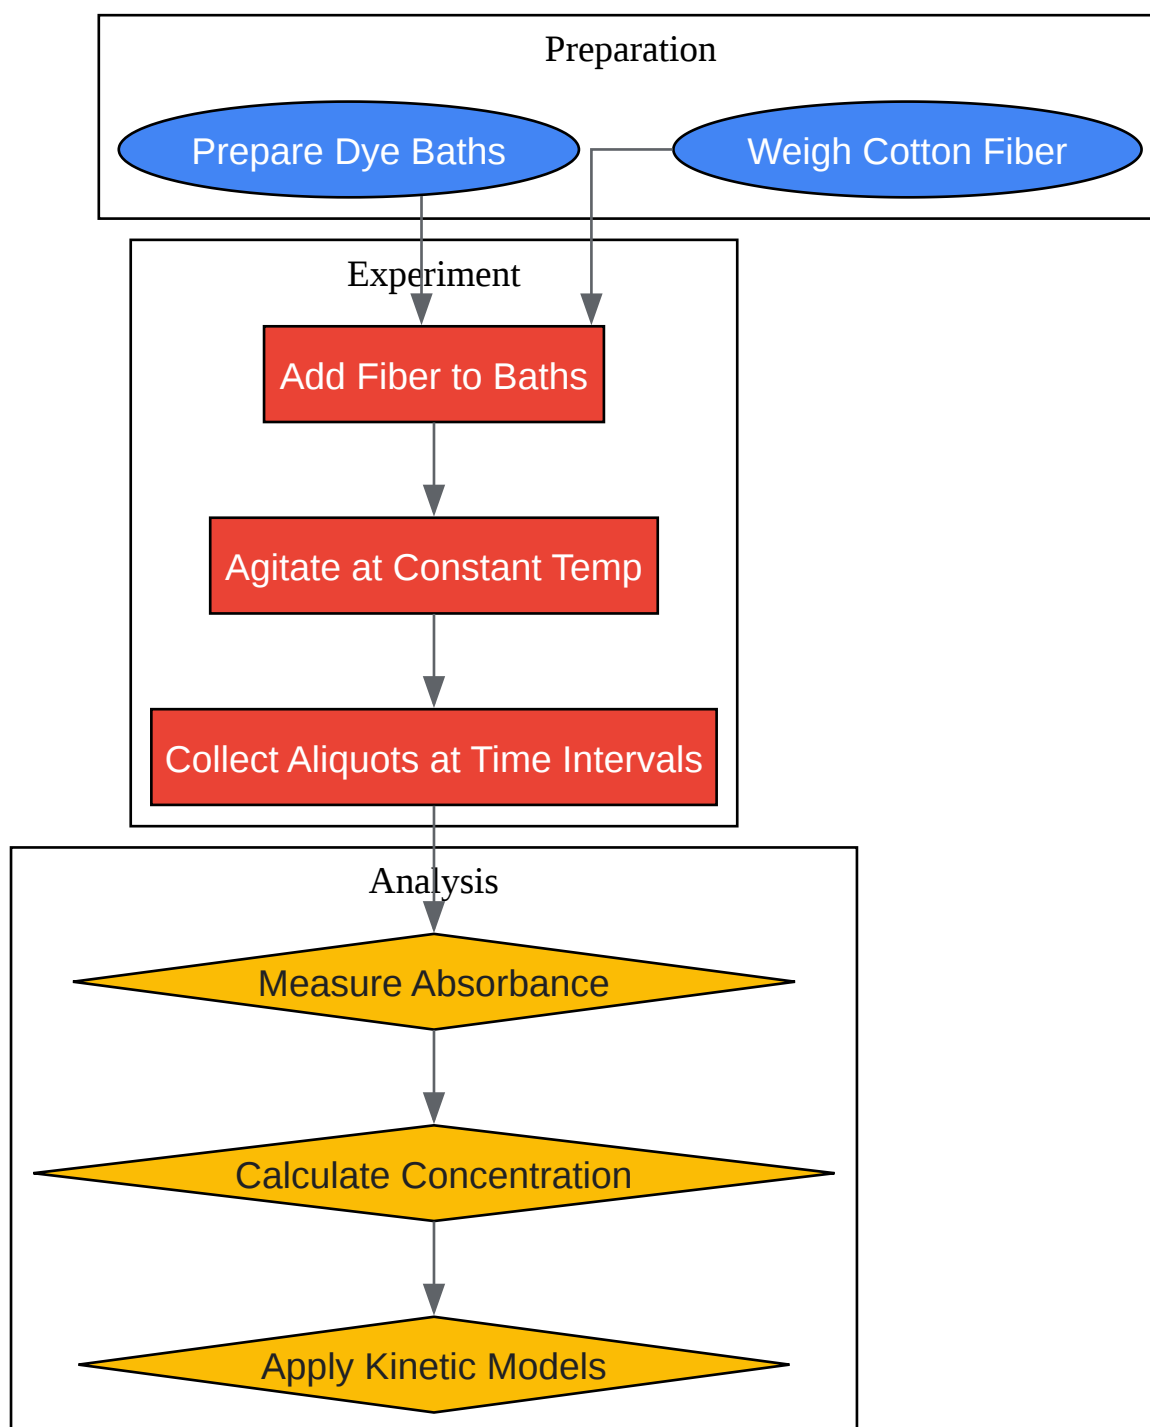 Preparation
Prepare Dye Baths
Weigh Cotton Fiber
Experiment
Add Fiber to Baths
Agitate at Constant Temp
Collect Aliquots at Time Intervals
Analysis
Measure Absorbance
Calculate Concentration
Apply Kinetic Models